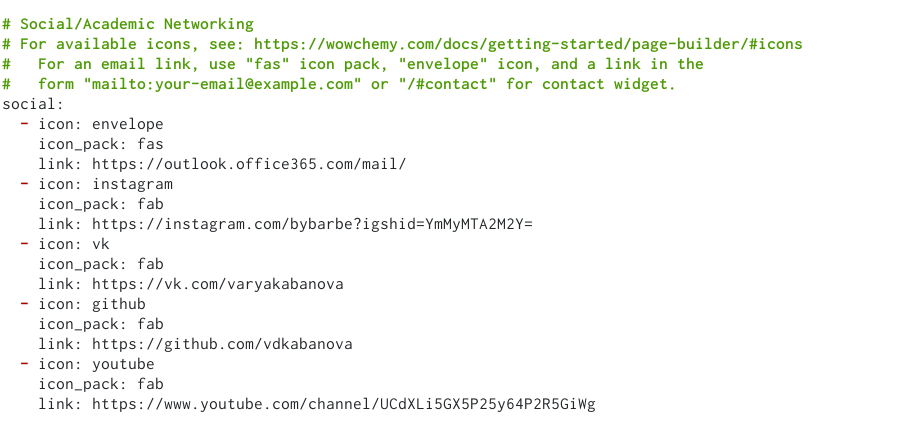 # Social/Academic Networking
# For available icons, see: https://wowchemy.com/docs/getting-started/page-builder/#icons
#   For an email link, use "fas" icon pack, "envelope" icon, and a link in the
#   form "mailto:your-email@example.com" or "/#contact" for contact widget.
social:
  - icon: envelope
    icon_pack: fas
    link: https://outlook.office365.com/mail/
  - icon: instagram
    icon_pack: fab
    link: https://instagram.com/bybarbe?igshid=YmMyMTA2M2Y=
  - icon: vk
    icon_pack: fab
    link: https://vk.com/varyakabanova
  - icon: github
    icon_pack: fab
    link: https://github.com/vdkabanova
  - icon: youtube
    icon_pack: fab
    link: https://www.youtube.com/channel/UCdXLi5GX5P25y64P2R5GiWg